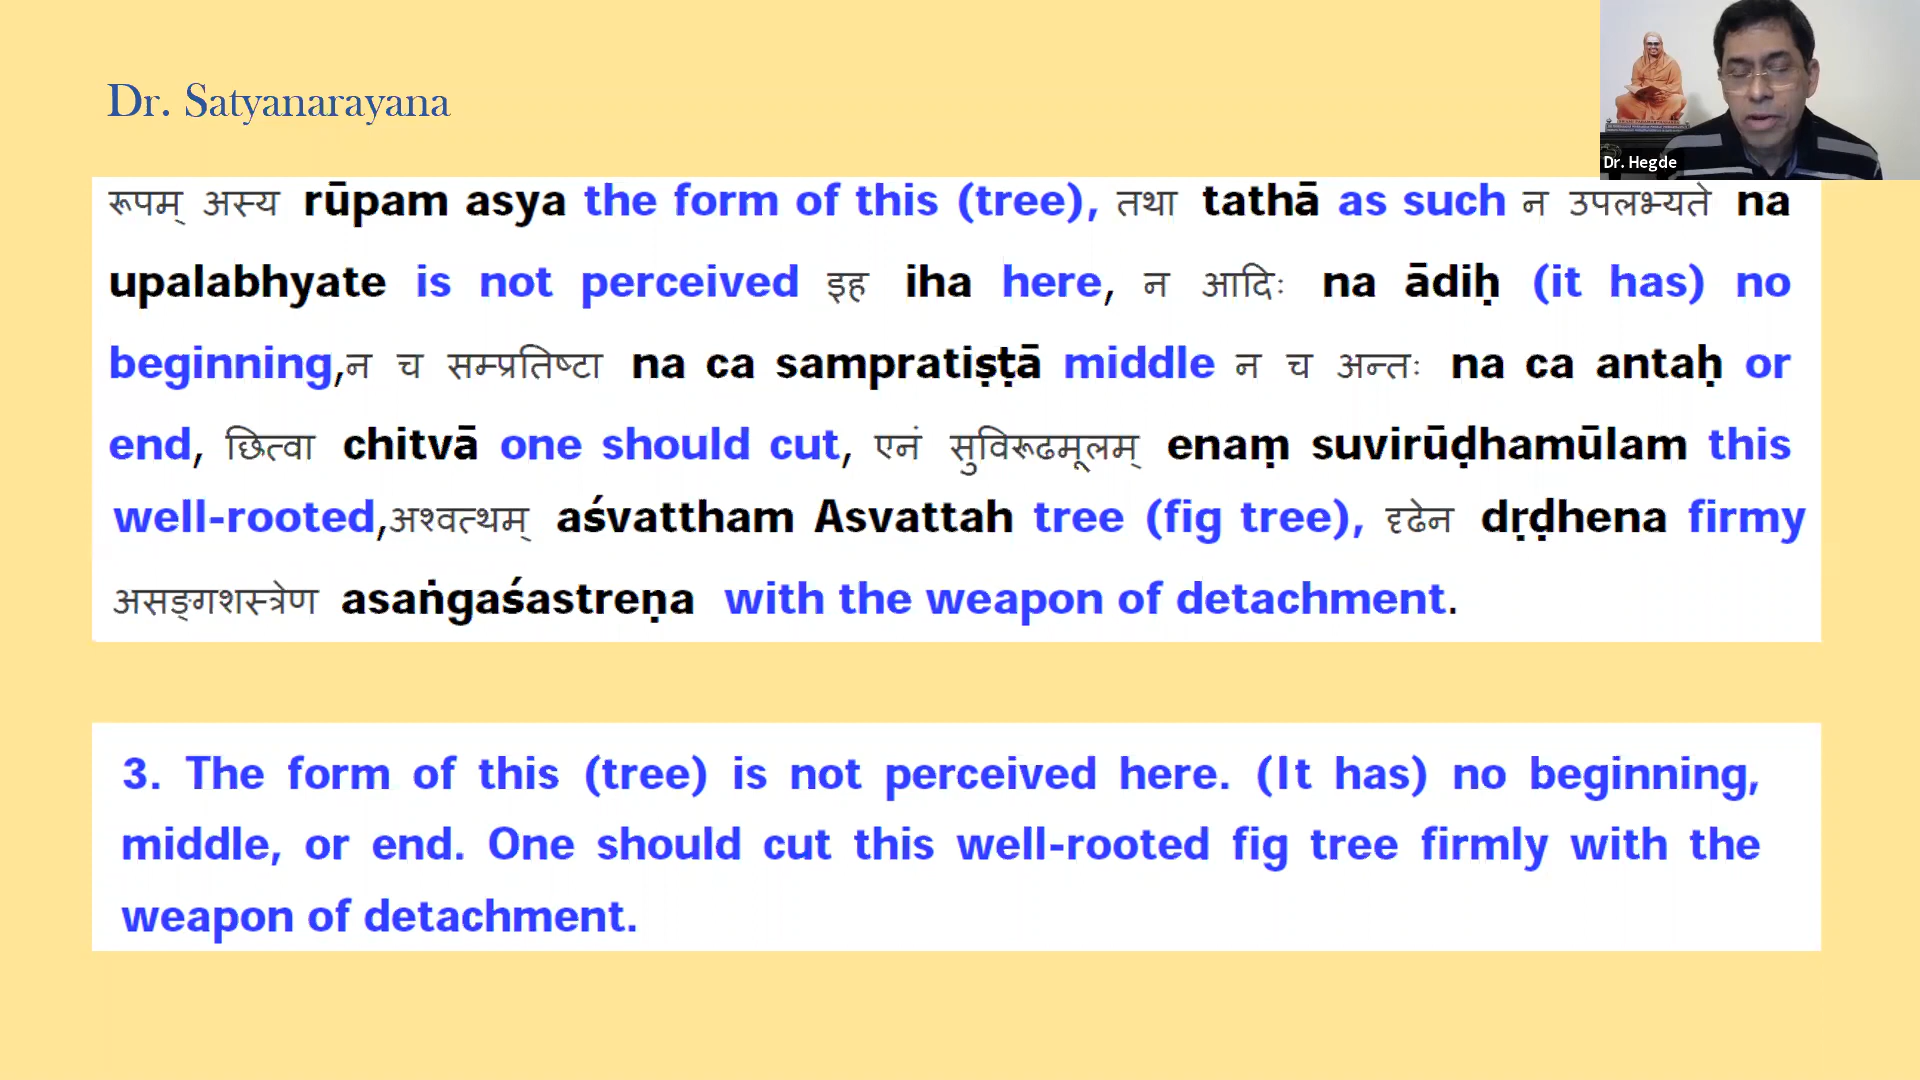 Dr. Satyanarayana
Dr. Hegde
रूपम् अस्य rūpam asya the form of this (tree), तथा tathā as such न उपलभ्यते na
upalabhyate is not perceived इह iha here, न आदिः na ādiḥ (it has) no
beginning,न च सम्प्रतिष्टा na ca sampratiṣṭā middle न च अन्तः na ca antaḥ or
end, छित्वा chitvā one should cut, एनं सुविरूढमूलम् enaṃ suvirūḍhamūlam this
well-rooted,अश्वत्थम् aśvattham Asvattah tree (fig tree), दृढेन dṛḍhena firmy
असङ्गशस्त्रेण asaṅgaśastreṇa with the weapon of detachment.
3. The form of this (tree) is not perceived here. (It has) no beginning,
middle, or end. One should cut this well-rooted fig tree firmly with the
weapon of detachment.